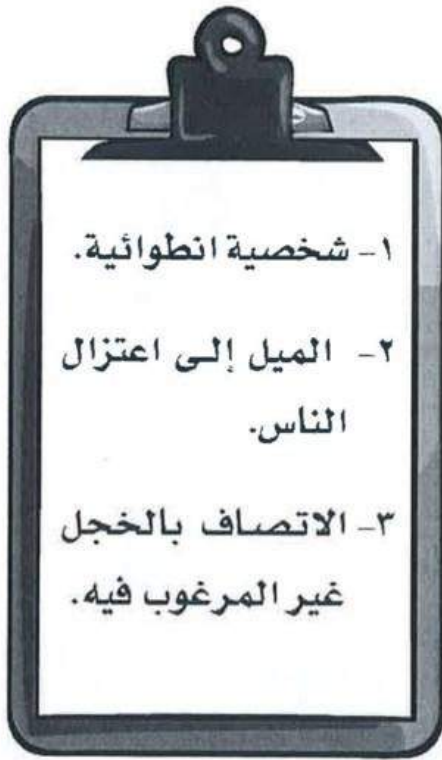 ١- شخصية انطوائية.
٢- الميل إلى اعتزال
الناس.
٣- الاتصاف بالخجل
غير المرغوب فيه.